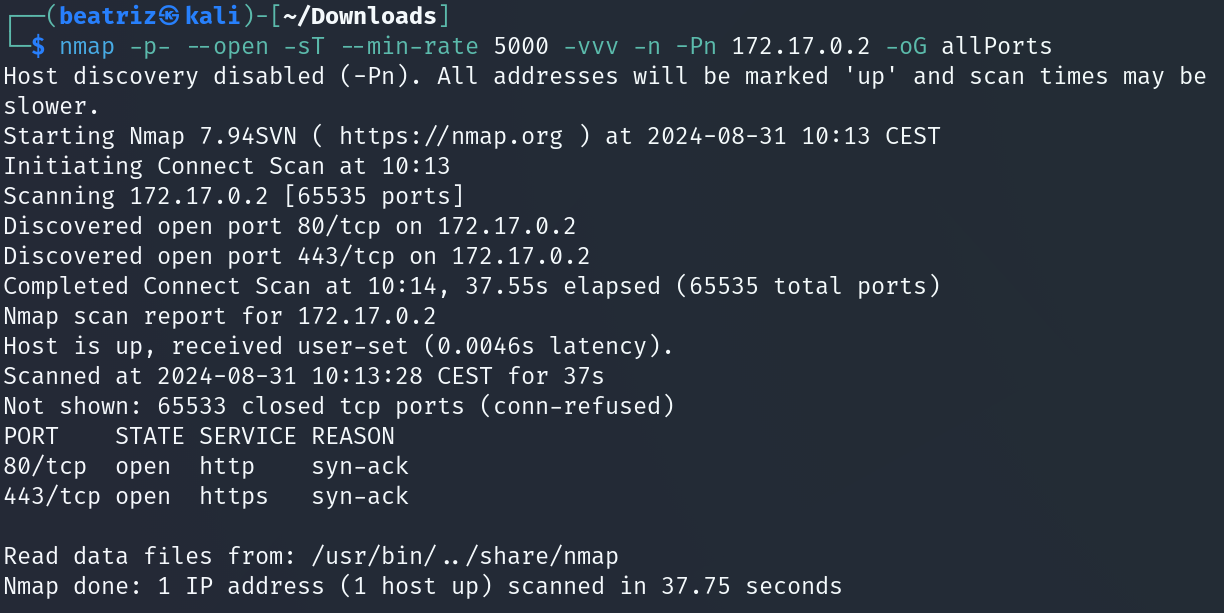 ┌──(beatriz㉿kali)-[~/Downloads]
└─$ nmap -p- --open -sT --min-rate 5000 -vvv -n -Pn 172.17.0.2 -oG allPorts
Host discovery disabled (-Pn). All addresses will be marked 'up' and scan times may be
slower.
Starting Nmap 7.94SVN ( https://nmap.org ) at 2024-08-31 10:13 CEST
Initiating Connect Scan at 10:13
Scanning 172.17.0.2 [65535 ports]
Discovered open port 80/tcp on 172.17.0.2
Discovered open port 443/tcp on 172.17.0.2
Completed Connect Scan at 10:14, 37.55s elapsed (65535 total ports)
Nmap scan report for 172.17.0.2
Host is up, received user-set (0.0046s latency).
Scanned at 2024-08-31 10:13:28 CEST for 37s
Not shown: 65533 closed tcp ports (conn-refused)
PORT    STATE SERVICE REASON
80/tcp  open  http    syn-ack
443/tcp open  https   syn-ack

Read data files from: /usr/bin/../share/nmap
Nmap done: 1 IP address (1 host up) scanned in 37.75 seconds